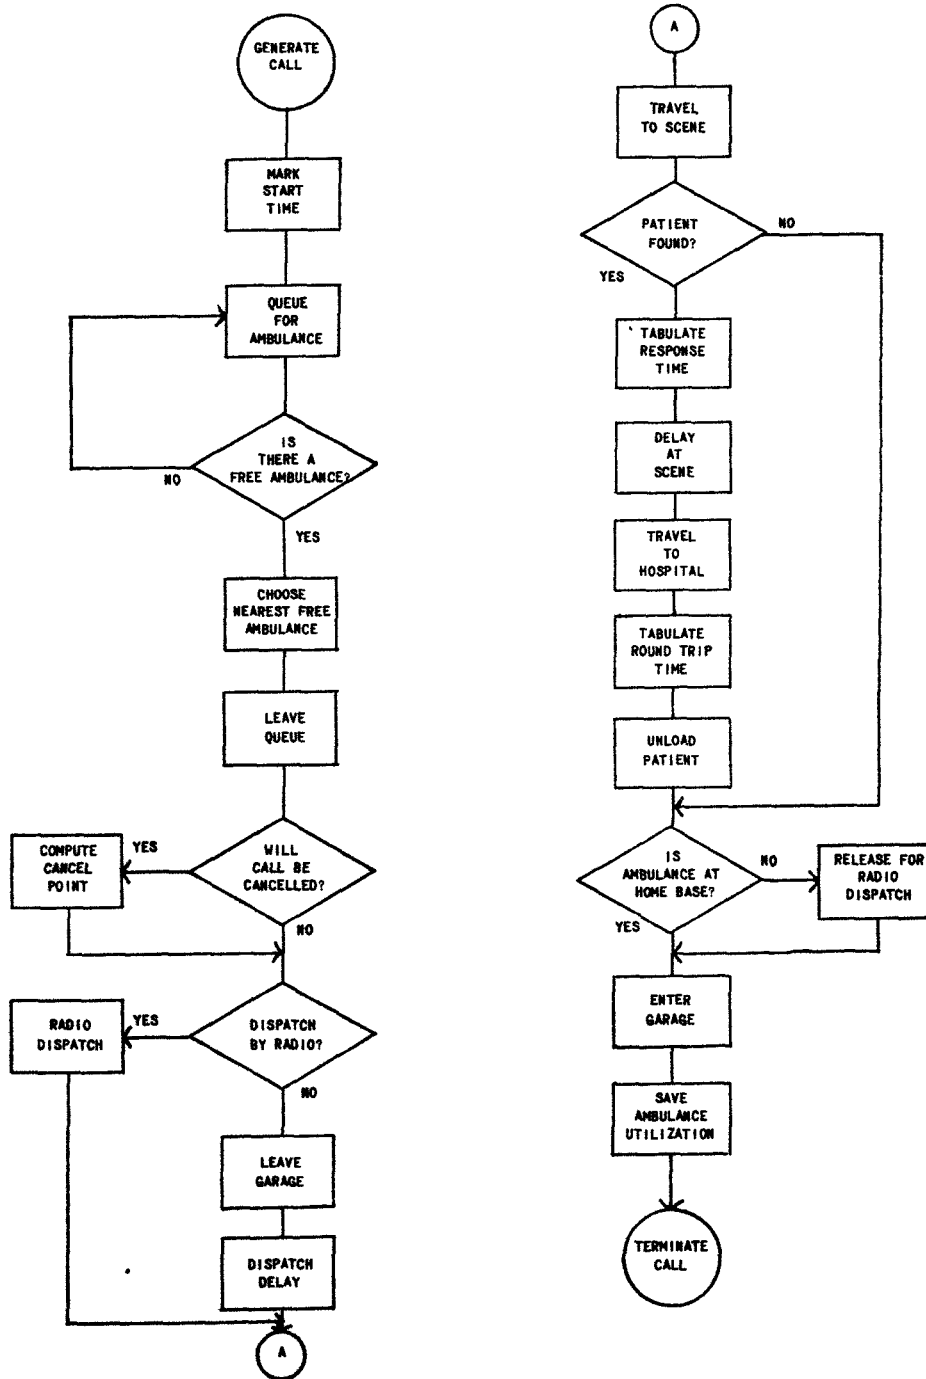 GENERATE
CALL
MARK
START
TIME
QUEUE
FOR
AMBULANCE
IS
THERE A
FREE AMBULANCE?
NO
YES
CHOOSE
NEAREST FREE
AMBULANCE
LEAVE
QUEUE
WILL
CALL BE
CANCELLED?
YES
COMPUTE
CANCEL
POINT
NO
DISPATCH
BY RADIO?
YES
RADIO
DISPATCH
NO
LEAVE
GARAGE
DISPATCH
DELAY
A
A
TRAVEL
TO SCENE
PATIENT
FOUND?
NO
YES
TABULATE
RESPONSE
TIME
DELAY
AT
SCENE
TRAVEL
TO
HOSPITAL
TABULATE
ROUND TRIP
TIME
UNLOAD
PATIENT
IS
AMBULANCE AT
HOME BASE?
NO
RELEASE FOR
RADIO
DISPATCH
YES
ENTER
GARAGE
SAVE
AMBULANCE
UTILIZATION
TERMINATE
CALL